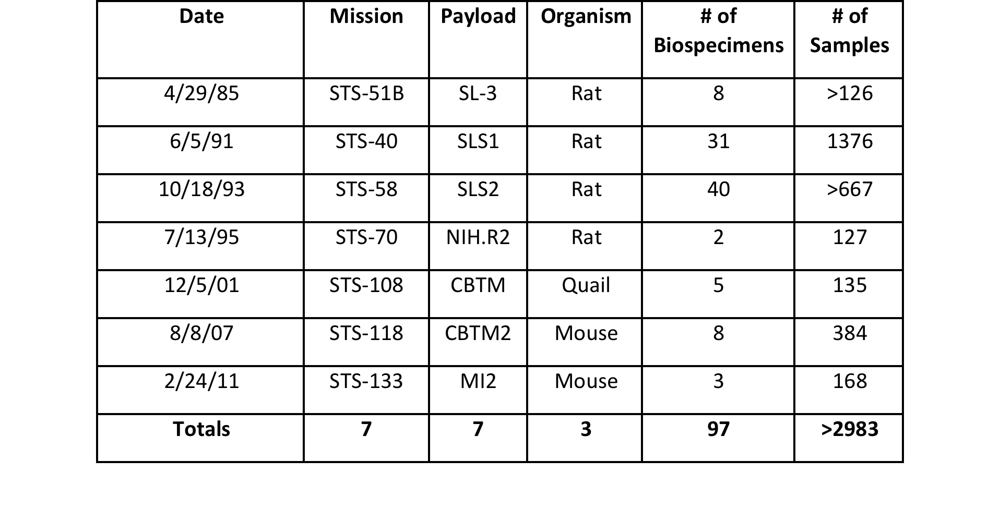 Date Mission Payload Organism # of Biospecimens # of Samples
4/29/85 STS-51B SL-3 Rat 8 >126
6/5/91 STS-40 SLS1 Rat 31 1376
10/18/93 STS-58 SLS2 Rat 40 >667
7/13/95 STS-70 NIH.R2 Rat 2 127
12/5/01 STS-108 CBTM Quail 5 135
8/8/07 STS-118 CBTM2 Mouse 8 384
2/24/11 STS-133 MI2 Mouse 3 168
Totals 7 7 3 97 >2983